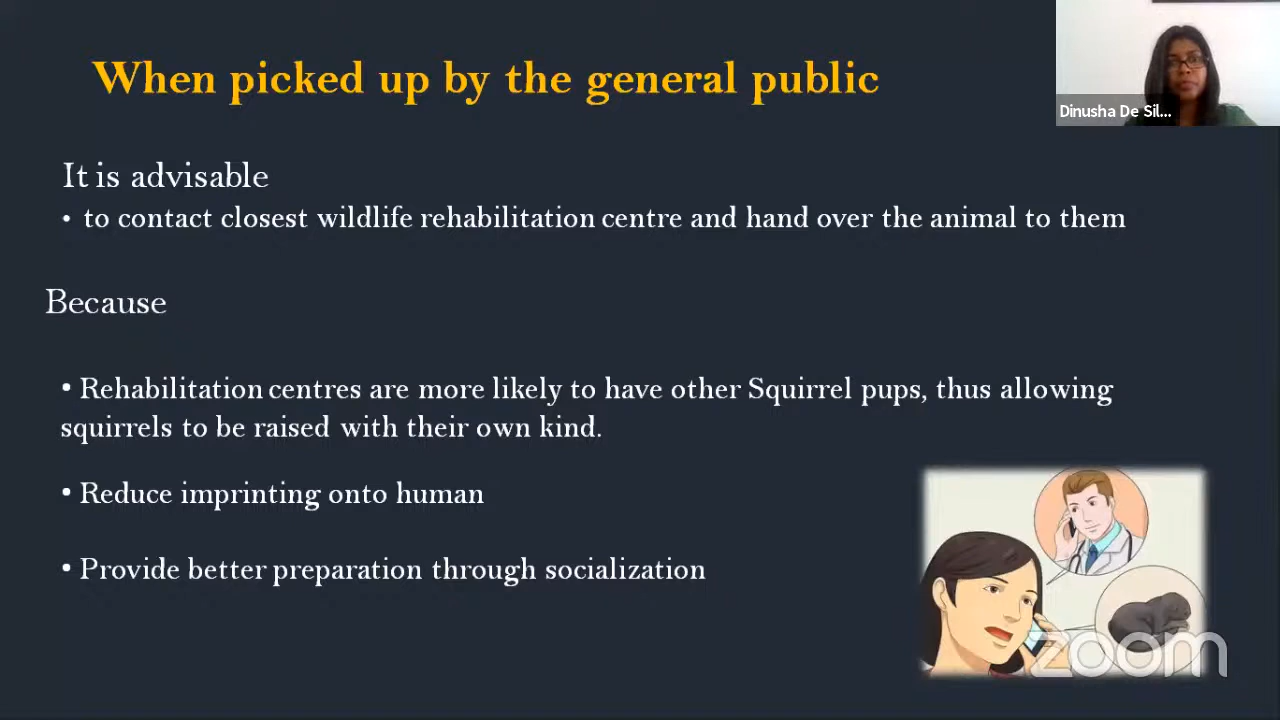 When picked up by the general public
Dinusha De Sil...
It is advisable
• to contact closest wildlife rehabilitation centre and hand over the animal to them
Because
• Rehabilitation centres are more likely to have other Squirrel pups, thus allowing
squirrels to be raised with their own kind.
• Reduce imprinting onto human
• Provide better preparation through socialization
zoom